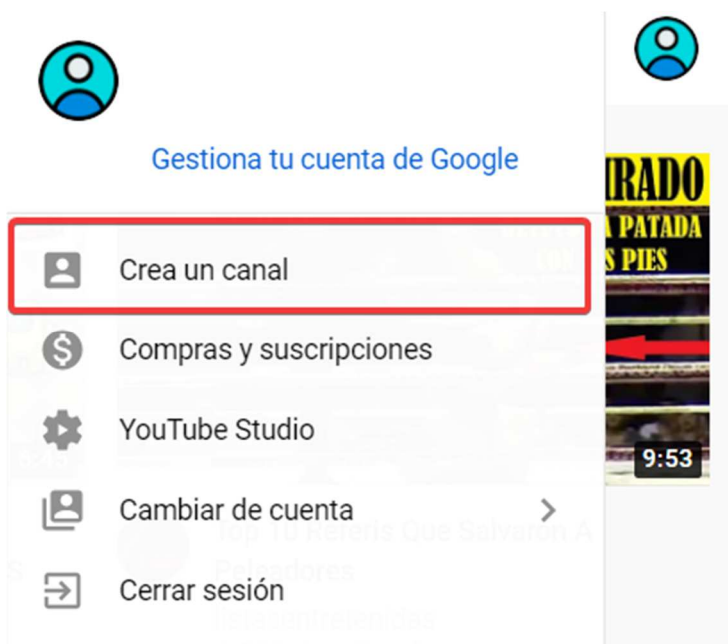 Gestiona tu cuenta de Google
Crea un canal
Compras y suscripciones
YouTube Studio
Cambiar de cuenta
Top 10 Referis Que Salvaron A
Peleadores
Cerrar sesión
IRADO
A PATADA
S PIES
9:53